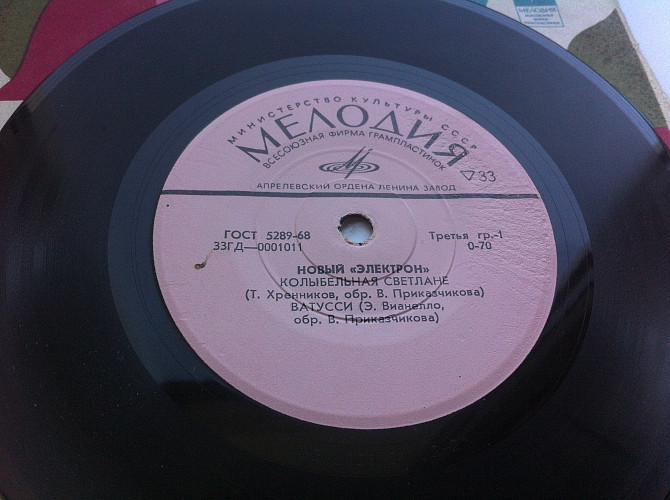 МИНИСТЕРСТВО КУЛЬТУРЫ СССР
МЕЛОДИЯ
ВСЕСОЮЗНАЯ ФИРМА ГРАМПЛАСТИНОК
▽33
АПРЕЛЕВСКИЙ ОРДЕНА ЛЕНИНА ЗАВОД
ГОСТ 5289-68 Третья гр.-1
33ГД—0001011 0-70
НОВЫЙ «ЭЛЕКТРОН»
КОЛЫБЕЛЬНАЯ СВЕТЛАНЕ
(Т. Хренников, обр. В. Приказчикова)
ВАТУССИ (Э. Вианелло,
обр. В. Приказчикова)
МЕЛОДИЯ